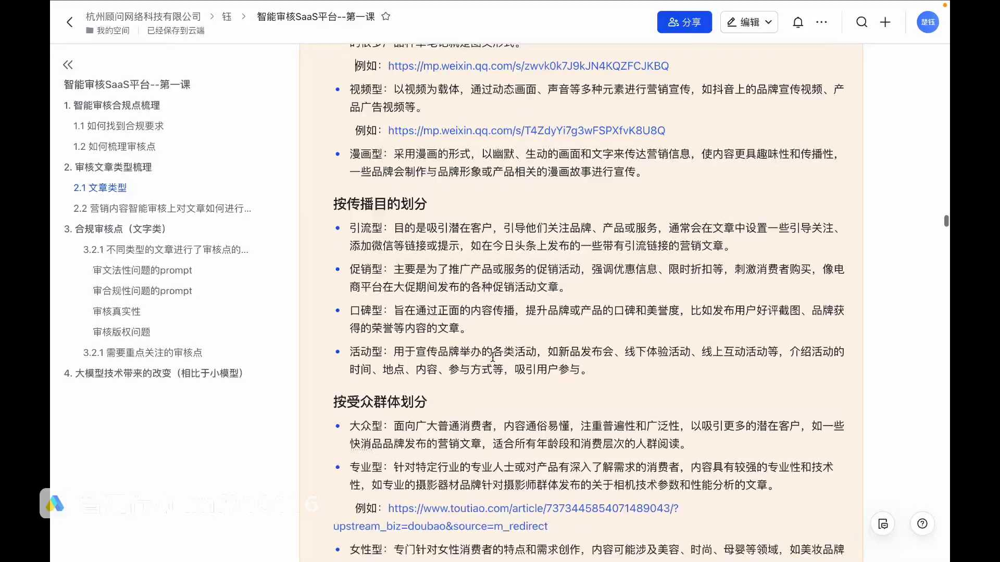 杭州顾问网络科技有限公司 > 钰 > 智能审核SaaS平台--第一课
我的空间 已经保存到云端
分享
编辑
楚钰
智能审核SaaS平台--第一课
1. 智能审核合规点梳理
1.1 如何找到合规要求
1.2 如何梳理审核点
2. 审核文章类型梳理
2.1 文章类型
2.2 营销内容智能审核上对文章如何进行...
3. 合规审核点（文字类）
3.2.1 不同类型的文章进行了审核点的...
审文法性问题的prompt
审合规性问题的prompt
审核真实性
审核版权问题
3.2.1 需要重点关注的审核点
4. 大模型技术带来的改变（相比于小模型）
例如：https://mp.weixin.qq.com/s/zwvk0k7J9kJN4KQZFCJKBQ
视频型：以视频为载体，通过动态画面、声音等多种元素进行营销宣传，如抖音上的品牌宣传视频、产
品广告视频等。
例如：https://mp.weixin.qq.com/s/T4ZdyYi7g3wFSPXfvK8U8Q
漫画型：采用漫画的形式，以幽默、生动的画面和文字来传达营销信息，使内容更具趣味性和传播性，
一些品牌会制作与品牌形象或产品相关的漫画故事进行宣传。
按传播目的划分
引流型：目的是吸引潜在客户，引导他们关注品牌、产品或服务，通常会在文章中设置一些引导关注、
添加微信等链接或提示，如在今日头条上发布的一些带有引流链接的营销文章。
促销型：主要是为了推广产品或服务的促销活动，强调优惠信息、限时折扣等，刺激消费者购买，像电
商平台在大促期间发布的各种促销活动文章。
口碑型：旨在通过正面的内容传播，提升品牌或产品的口碑和美誉度，比如发布用户好评截图、品牌获
得的荣誉等内容的文章。
活动型：用于宣传品牌举办的各类活动，如新品发布会、线下体验活动、线上互动活动等，介绍活动的
时间、地点、内容、参与方式等，吸引用户参与。
按受众群体划分
大众型：面向广大普通消费者，内容通俗易懂，注重普遍性和广泛性，以吸引更多的潜在客户，如一些
快消品品牌发布的营销文章，适合所有年龄段和消费层次的人群阅读。
专业型：针对特定行业的专业人士或对产品有深入了解需求的消费者，内容具有较强的专业性和技术
性，如专业的摄影器材品牌针对摄影师群体发布的关于相机技术参数和性能分析的文章。
例如：https://www.toutiao.com/article/7373445854071489043/?
upstream_biz=doubao&source=m_redirect
女性型：专门针对女性消费者的特点和需求创作，内容可能涉及美容、时尚、母婴等领域，如美妆品牌